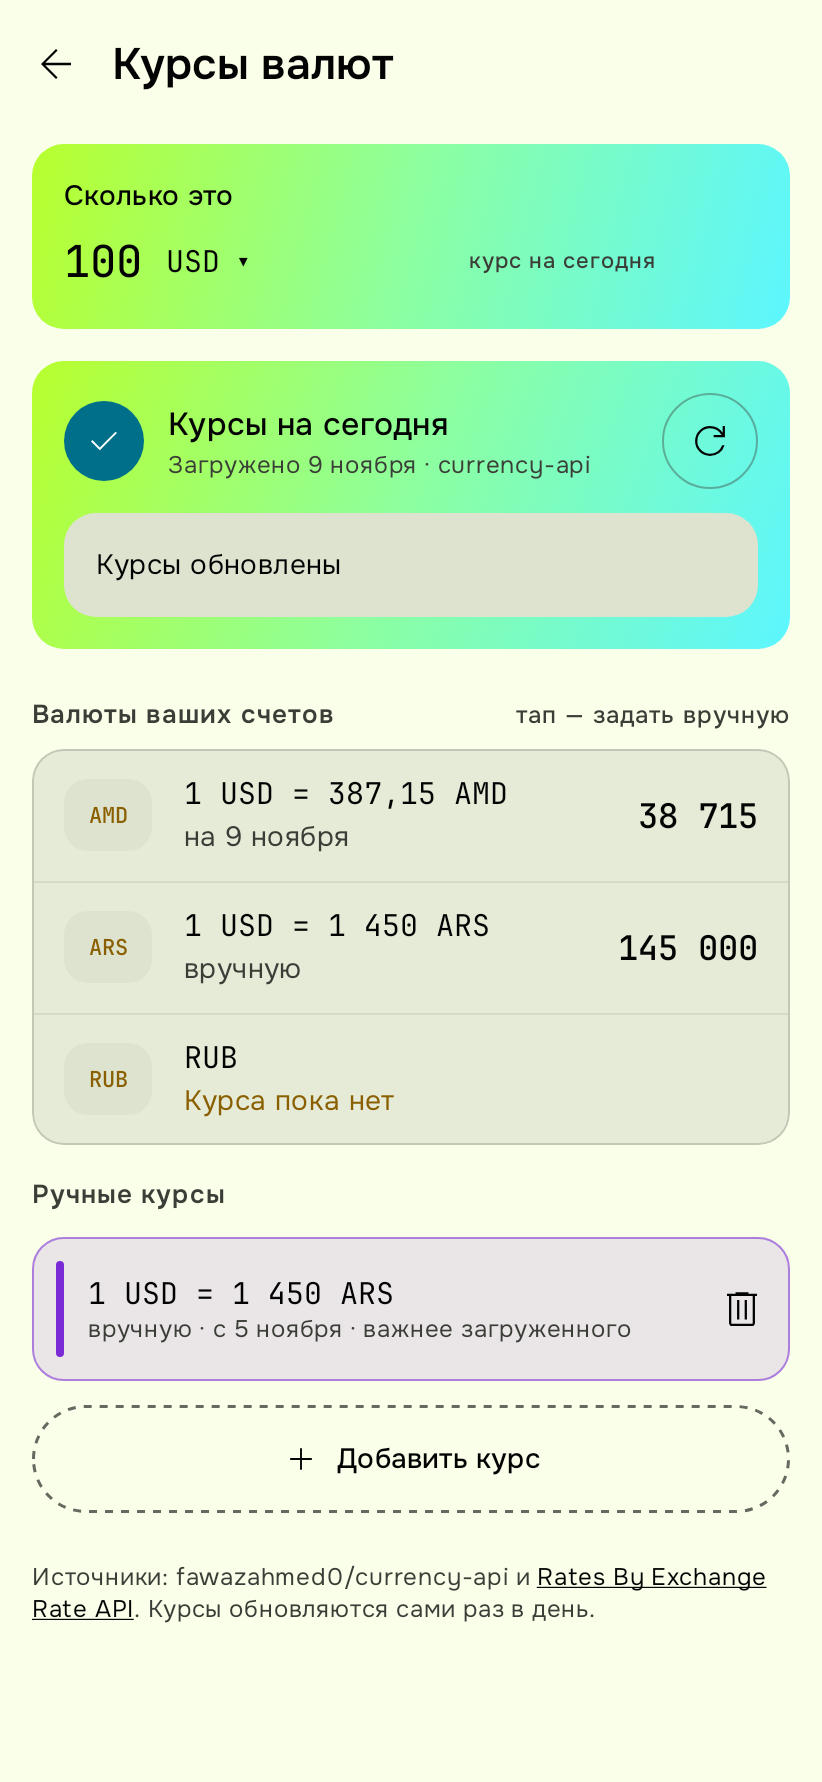 Курсы валют
Сколько это
100 USD ▾ курс на сегодня
Курсы на сегодня
Загружено 9 ноября · currency-api
Курсы обновлены
Валюты ваших счетов тап — задать вручную
AMD 1 USD = 387,15 AMD 38 715
на 9 ноября
ARS 1 USD = 1 450 ARS 145 000
вручную
RUB RUB
Курса пока нет
Ручные курсы
1 USD = 1 450 ARS
вручную · с 5 ноября · важнее загруженного
+ Добавить курс
Источники: fawazahmed0/currency-api и Rates By Exchange
Rate API. Курсы обновляются сами раз в день.